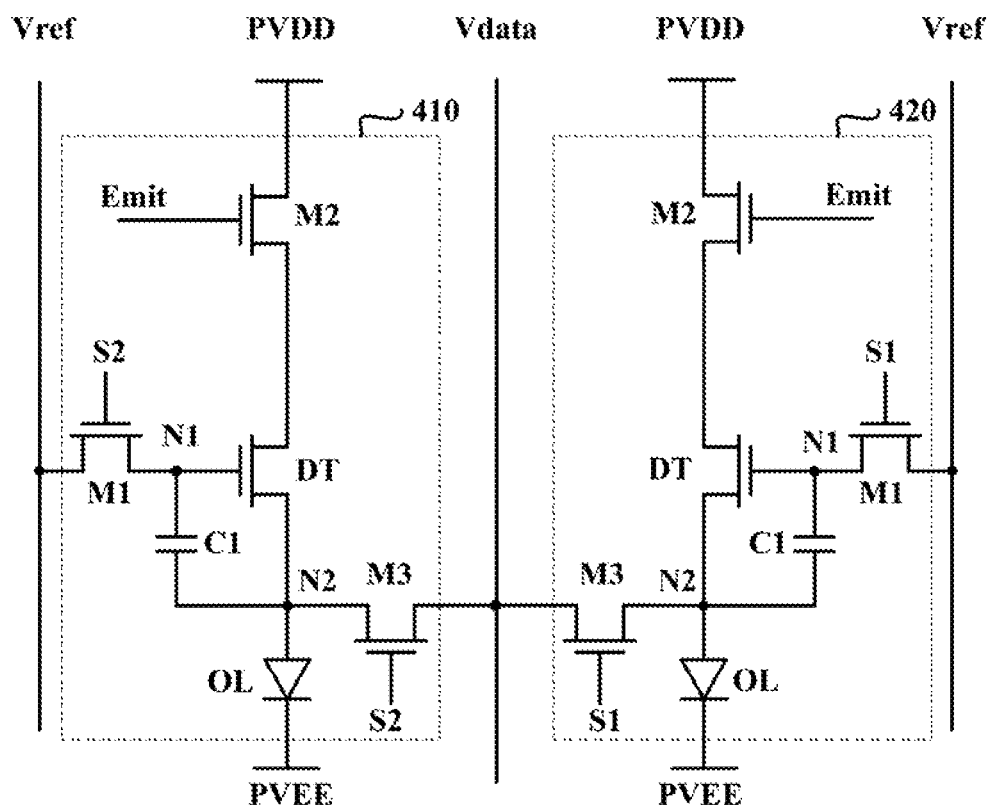 Vref PVDD Vdata PVDD Vref
410 420
Emit M2 M2 Emit
S2 S1
N1 DT DT N1
M1 M1
C1 C1
N2 M3 M3 N2
OL OL
S2 S1
PVEE PVEE